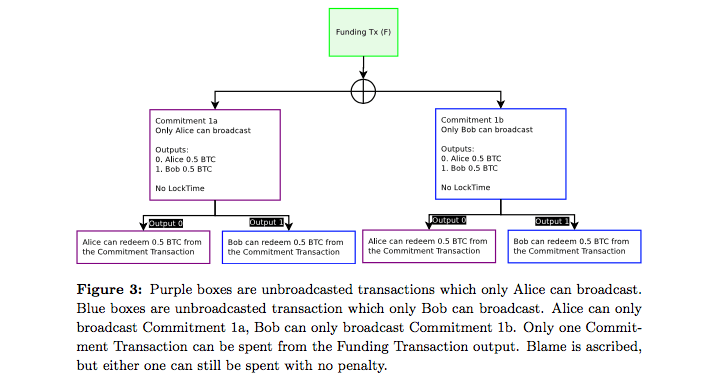 Funding Tx (F)
Commitment 1a
Only Alice can broadcast
Outputs:
0. Alice 0.5 BTC
1. Bob 0.5 BTC
No LockTime
Commitment 1b
Only Bob can broadcast
Outputs:
0. Alice 0.5 BTC
1. Bob 0.5 BTC
No LockTime
Output 0
Output 1
Output 0
Output 1
Alice can redeem 0.5 BTC from
the Commitment Transaction
Bob can redeem 0.5 BTC from
the Commitment Transaction
Alice can redeem 0.5 BTC from
the Commitment Transaction
Bob can redeem 0.5 BTC from
the Commitment Transaction
Figure 3: Purple boxes are unbroadcasted transactions which only Alice can broadcast.
Blue boxes are unbroadcasted transaction which only Bob can broadcast. Alice can only
broadcast Commitment 1a, Bob can only broadcast Commitment 1b. Only one Commit-
ment Transaction can be spent from the Funding Transaction output. Blame is ascribed,
but either one can still be spent with no penalty.